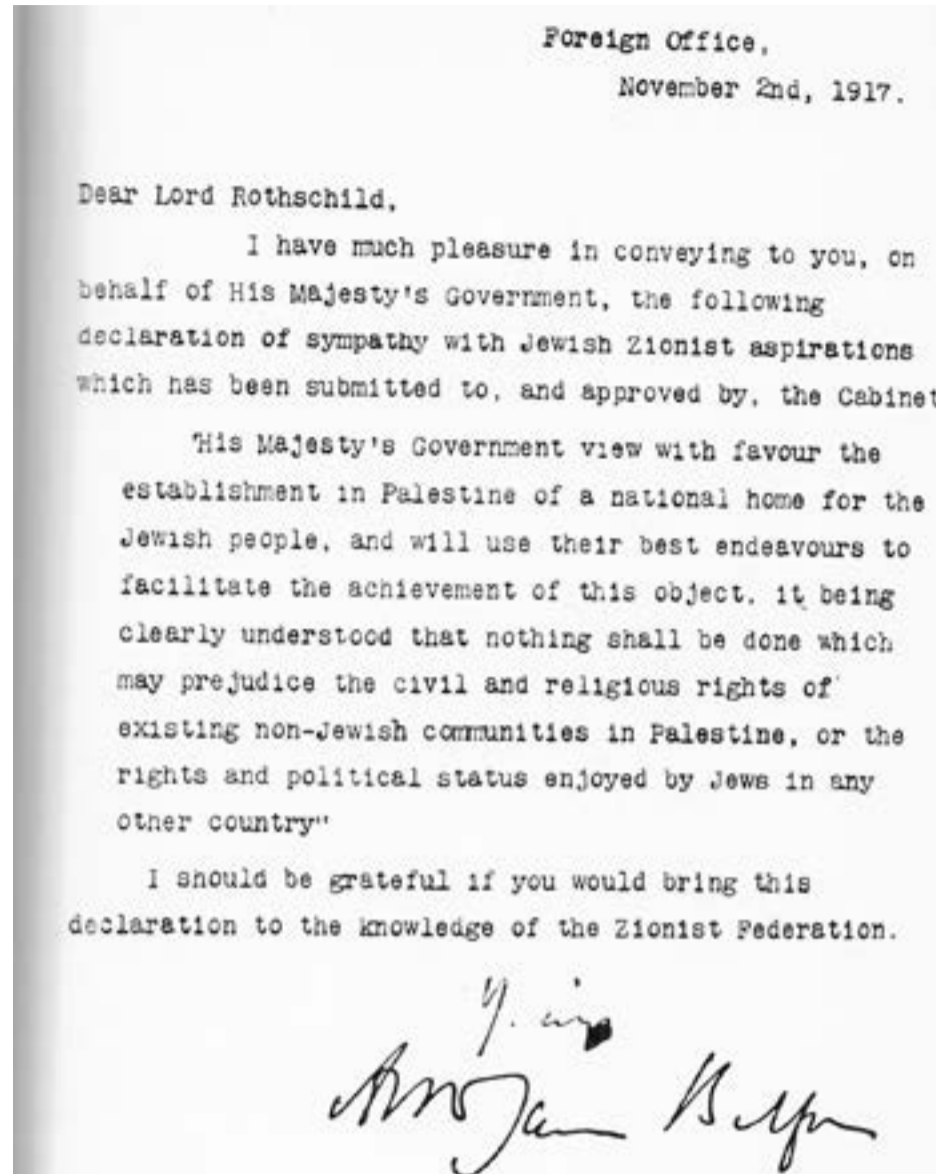 Foreign Office,
November 2nd, 1917.
Dear Lord Rothschild,
I have much pleasure in conveying to you, on
behalf of His Majesty's Government, the following
declaration of sympathy with Jewish Zionist aspirations
which has been submitted to, and approved by, the Cabinet
"His Majesty's Government view with favour the
establishment in Palestine of a national home for the
Jewish people, and will use their best endeavours to
facilitate the achievement of this object, it being
clearly understood that nothing shall be done which
may prejudice the civil and religious rights of
existing non-Jewish communities in Palestine, or the
rights and political status enjoyed by Jews in any
other country"
I should be grateful if you would bring this
declaration to the knowledge of the Zionist Federation.